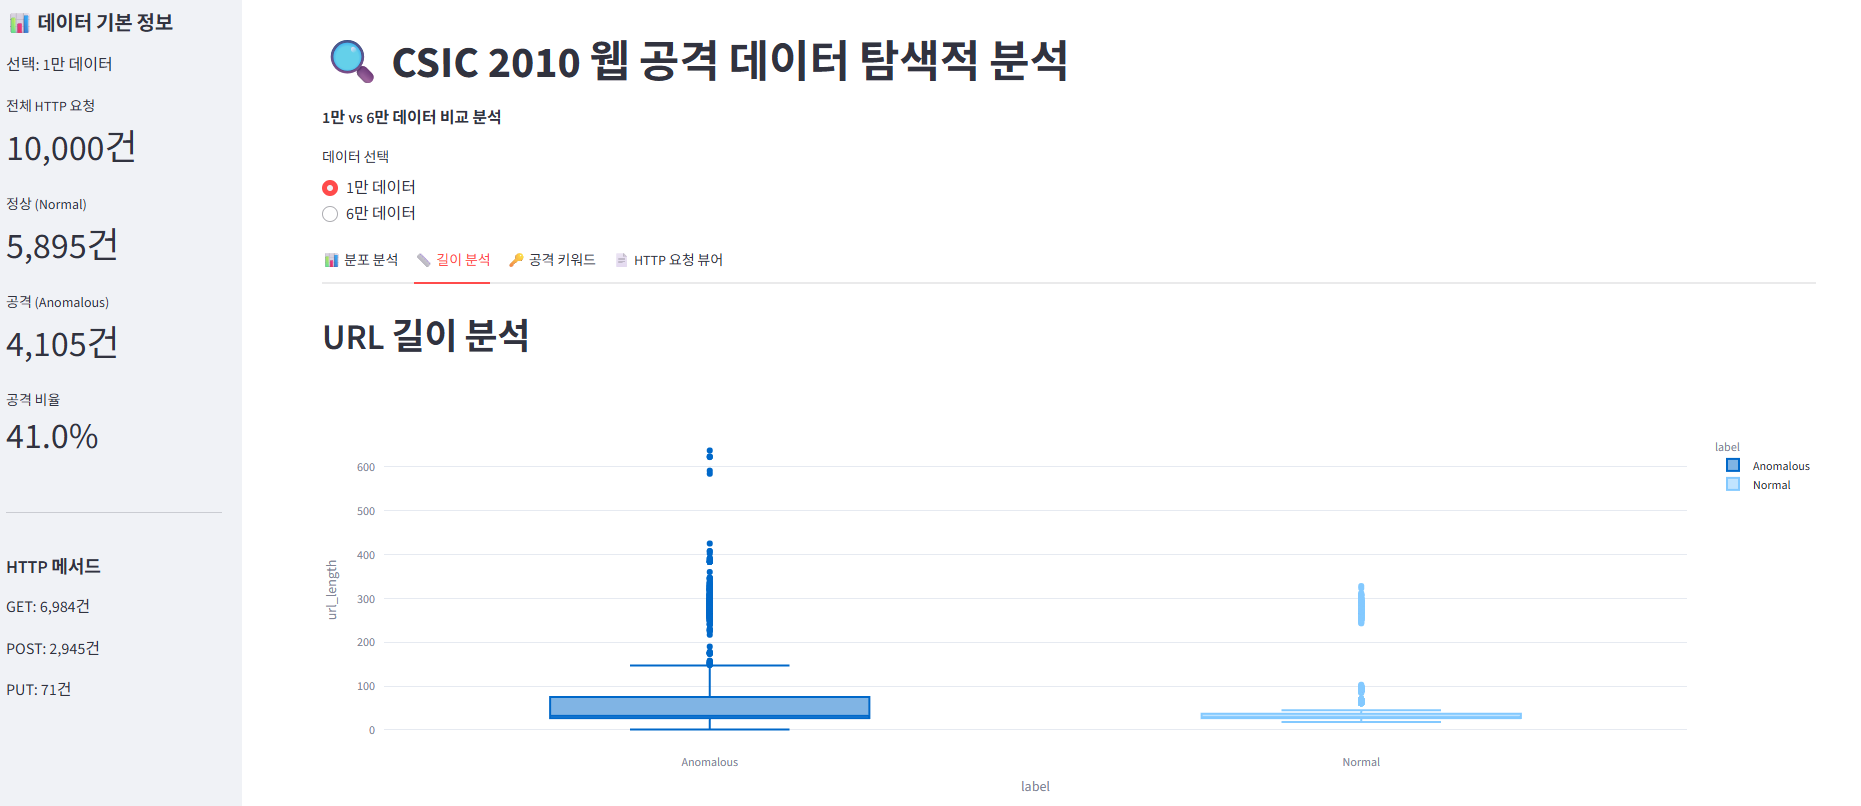 📊 데이터 기본 정보
선택: 1만 데이터
전체 HTTP 요청
10,000건
정상 (Normal)
5,895건
공격 (Anomalous)
4,105건
공격 비율
41.0%
HTTP 메서드
GET: 6,984건
POST: 2,945건
PUT: 71건
🔍 CSIC 2010 웹 공격 데이터 탐색적 분석
1만 vs 6만 데이터 비교 분석
데이터 선택
1만 데이터
6만 데이터
📊 분포 분석 📏 길이 분석 🔑 공격 키워드 📄 HTTP 요청 뷰어
URL 길이 분석
label
Anomalous
Normal
600
500
400
300
200
100
0
url_length
Anomalous Normal
label